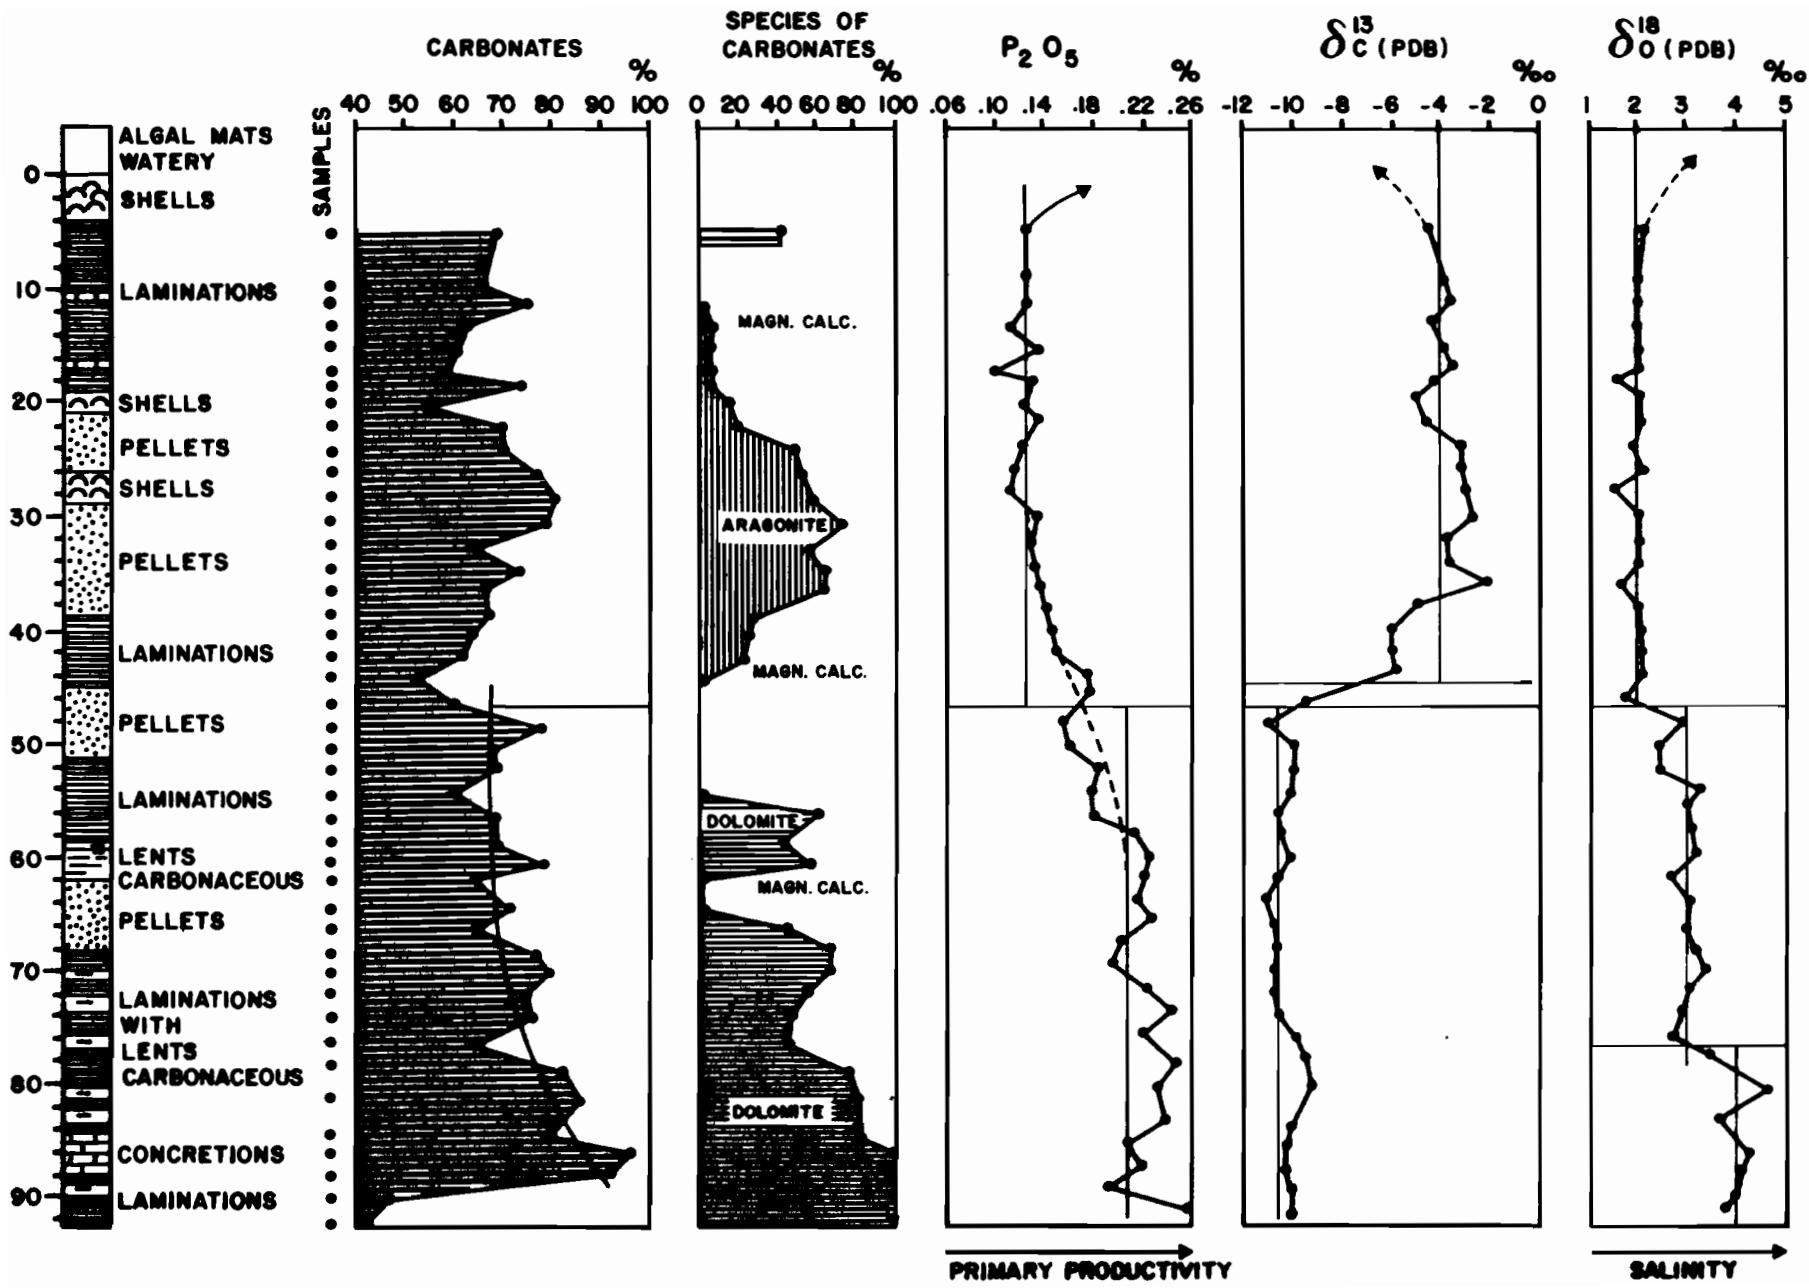 CARBONATES
%
40 50 60 70 80 90 100
SPECIES OF
CARBONATES
%
0 20 40 60 80 100
P2 O5
%
.06 .10 .14 .18 .22 .26
δ13C (PDB)
‰
-12 -10 -8 -6 -4 -2 0
δ18O (PDB)
‰
1 2 3 4 5
SAMPLES
ALGAL MATS
WATERY
0
SHELLS
10
LAMINATIONS
20
SHELLS
PELLETS
SHELLS
30
PELLETS
40
LAMINATIONS
PELLETS
50
LAMINATIONS
60
LENTS
CARBONACEOUS
PELLETS
70
LAMINATIONS
WITH
LENTS
CARBONACEOUS
80
CONCRETIONS
90
LAMINATIONS
MAGN. CALC.
ARAGONITE
MAGN. CALC.
DOLOMITE
MAGN. CALC.
DOLOMITE
PRIMARY PRODUCTIVITY
SALINITY